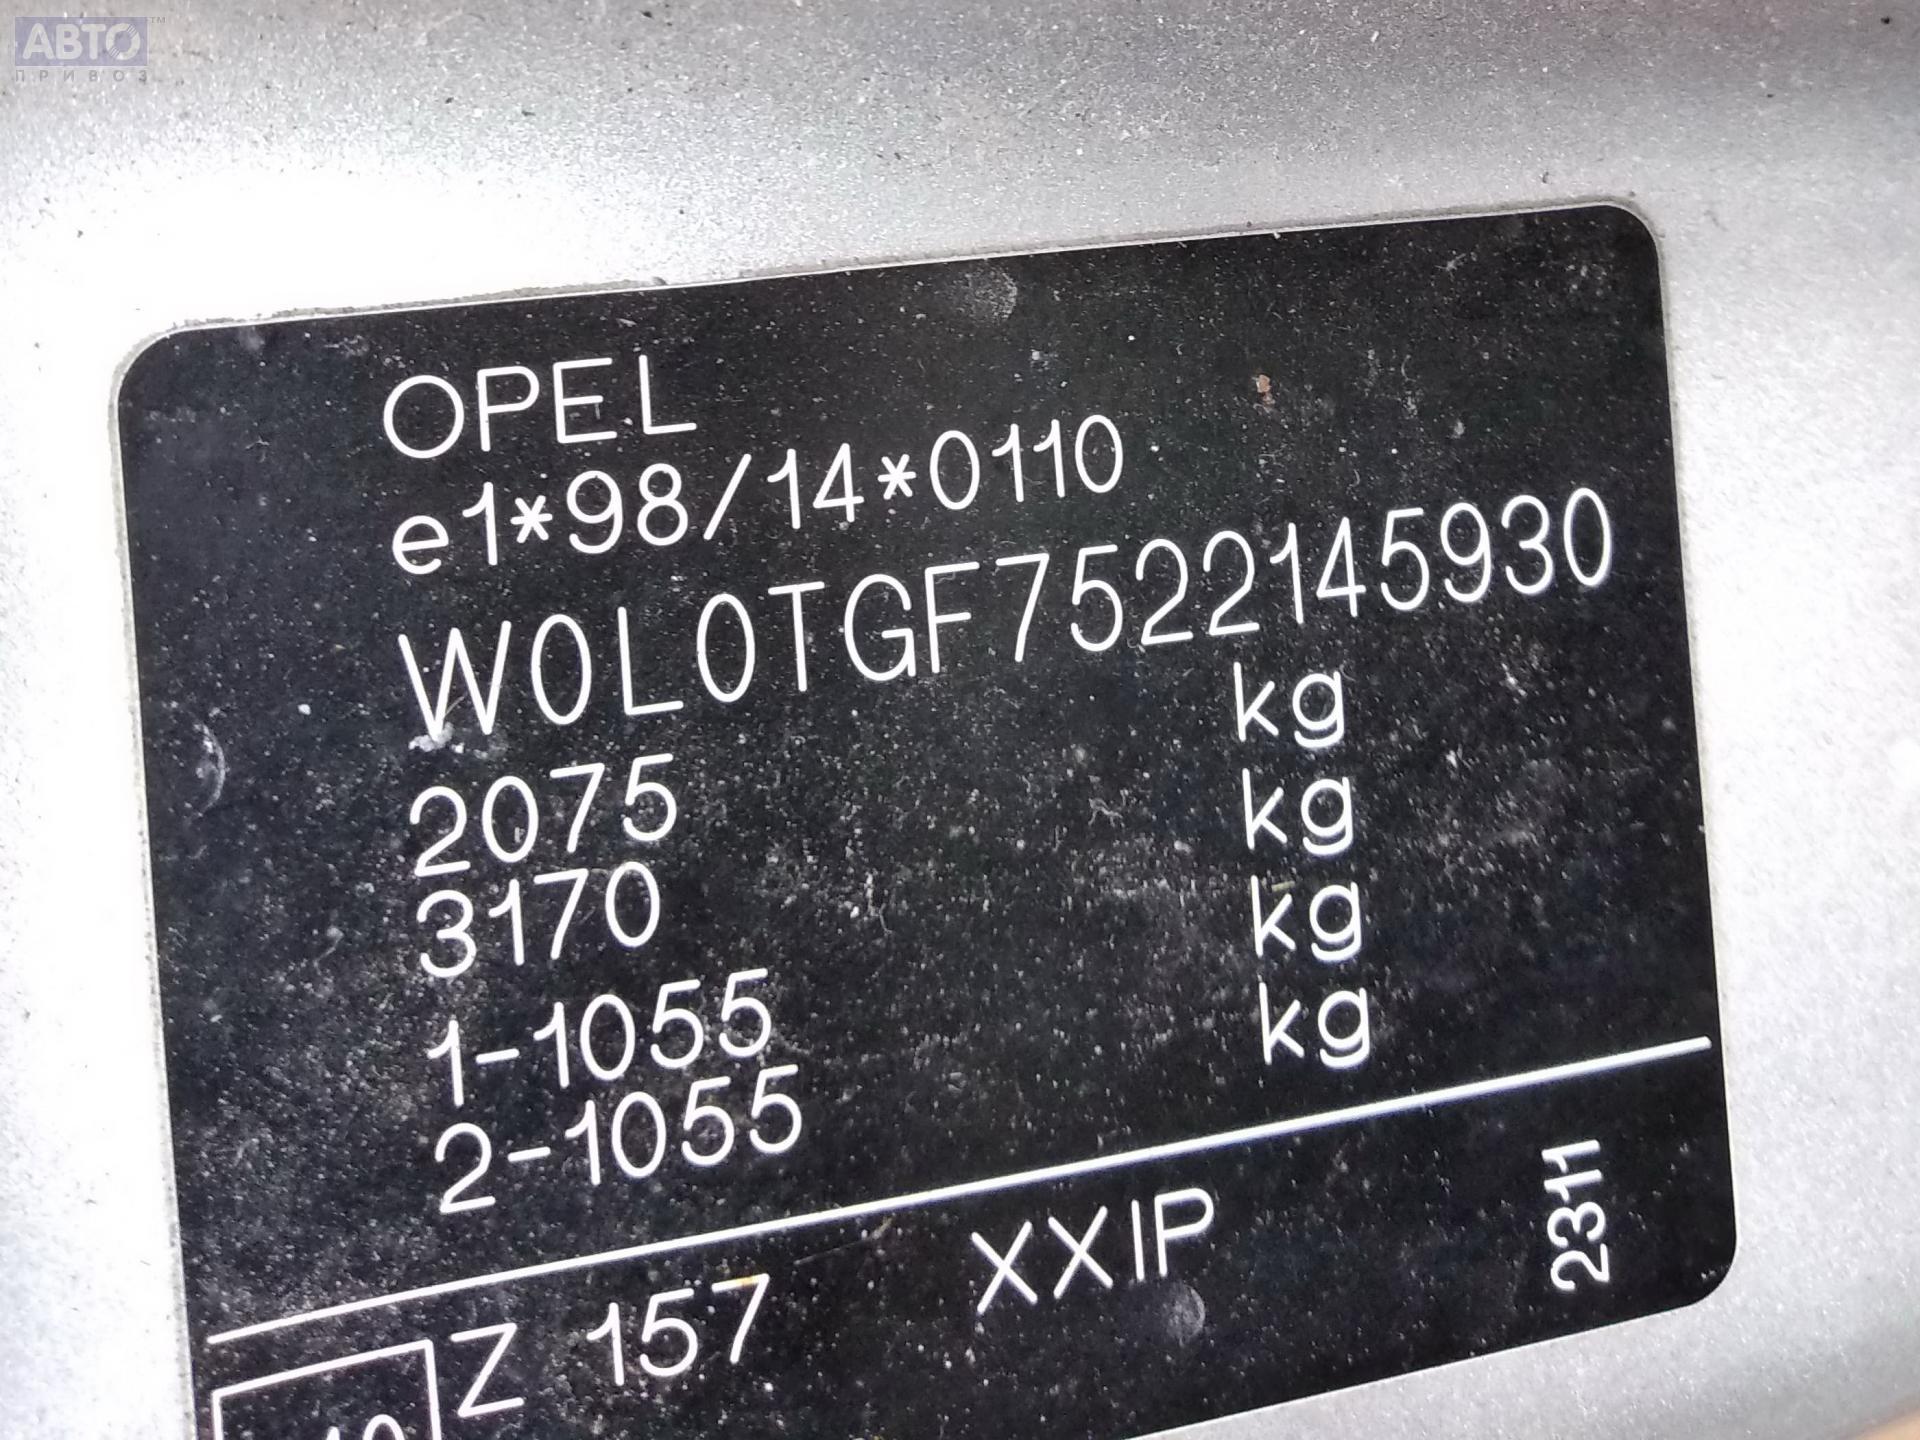 АВТО™
ПРИВОЗ
OPEL
e1*98/14*0110
W0L0TGF7522145930
2075 kg
3170 kg
1-1055 kg
2-1055 kg
Z 157 XXIP 2311